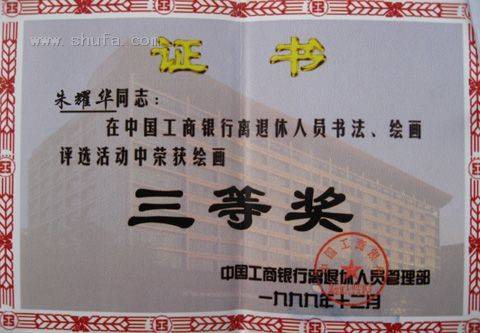 www.shufa.com
证书
朱耀华同志：
在中国工商银行离退休人员书法、绘画
评选活动中荣获绘画
三等奖
中国工商银行离退休人员管理部
一九九九年十二月